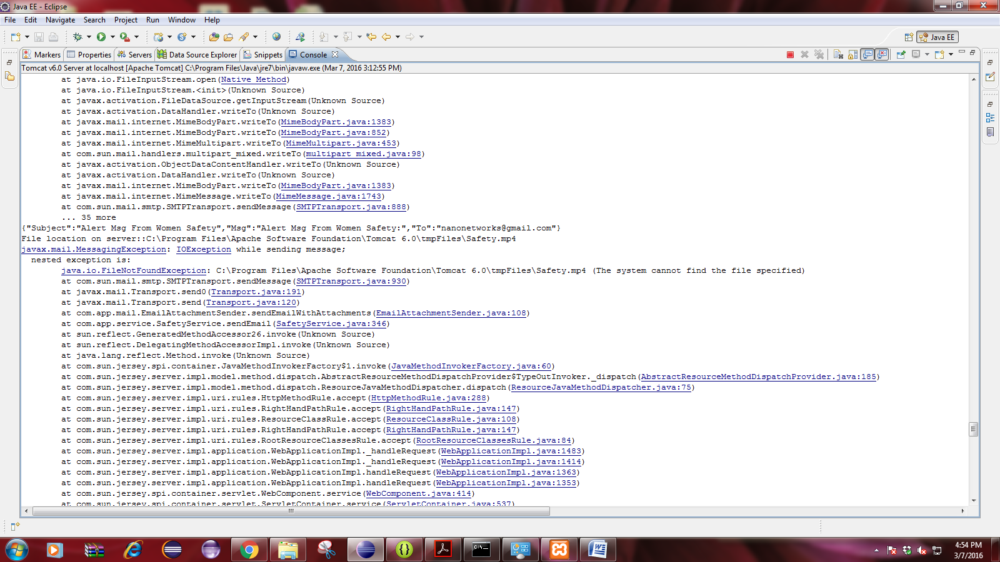 Java EE - Eclipse
File Edit Navigate Search Project Run Window Help
Java EE
Markers Properties Servers Data Source Explorer Snippets Console
Tomcat v6.0 Server at localhost [Apache Tomcat] C:\Program Files\Java\jre7\bin\javaw.exe (Mar 7, 2016 3:12:55 PM)
at java.io.FileInputStream.open(Native Method)
at java.io.FileInputStream.<init>(Unknown Source)
at javax.activation.FileDataSource.getInputStream(Unknown Source)
at javax.activation.DataHandler.writeTo(Unknown Source)
at javax.mail.internet.MimeBodyPart.writeTo(MimeBodyPart.java:1383)
at javax.mail.internet.MimeBodyPart.writeTo(MimeBodyPart.java:852)
at javax.mail.internet.MimeMultipart.writeTo(MimeMultipart.java:453)
at com.sun.mail.handlers.multipart_mixed.writeTo(multipart_mixed.java:98)
at javax.activation.ObjectDataContentHandler.writeTo(Unknown Source)
at javax.activation.DataHandler.writeTo(Unknown Source)
at javax.mail.internet.MimeBodyPart.writeTo(MimeBodyPart.java:1383)
at javax.mail.internet.MimeMessage.writeTo(MimeMessage.java:1743)
at com.sun.mail.smtp.SMTPTransport.sendMessage(SMTPTransport.java:888)
... 35 more
{"Subject":"Alert Msg From Women Safety","Msg":"Alert Msg From Women Safety:","To":"nanonetworks@gmail.com"}
File location on server::C:\Program Files\Apache Software Foundation\Tomcat 6.0\tmpFiles\Safety.mp4
javax.mail.MessagingException: IOException while sending message;
nested exception is:
java.io.FileNotFoundException: C:\Program Files\Apache Software Foundation\Tomcat 6.0\tmpFiles\Safety.mp4 (The system cannot find the file specified)
at com.sun.mail.smtp.SMTPTransport.sendMessage(SMTPTransport.java:930)
at javax.mail.Transport.send0(Transport.java:191)
at javax.mail.Transport.send(Transport.java:120)
at com.app.mail.EmailAttachmentSender.sendEmailWithAttachments(EmailAttachmentSender.java:108)
at com.app.service.SafetyService.sendEmail(SafetyService.java:346)
at sun.reflect.GeneratedMethodAccessor26.invoke(Unknown Source)
at sun.reflect.DelegatingMethodAccessorImpl.invoke(Unknown Source)
at java.lang.reflect.Method.invoke(Unknown Source)
at com.sun.jersey.spi.container.JavaMethodInvokerFactory$1.invoke(JavaMethodInvokerFactory.java:60)
at com.sun.jersey.server.impl.model.method.dispatch.AbstractResourceMethodDispatchProvider$TypeOutInvoker._dispatch(AbstractResourceMethodDispatchProvider.java:185)
at com.sun.jersey.server.impl.model.method.dispatch.ResourceJavaMethodDispatcher.dispatch(ResourceJavaMethodDispatcher.java:75)
at com.sun.jersey.server.impl.uri.rules.HttpMethodRule.accept(HttpMethodRule.java:288)
at com.sun.jersey.server.impl.uri.rules.RightHandPathRule.accept(RightHandPathRule.java:147)
at com.sun.jersey.server.impl.uri.rules.ResourceClassRule.accept(ResourceClassRule.java:108)
at com.sun.jersey.server.impl.uri.rules.RightHandPathRule.accept(RightHandPathRule.java:147)
at com.sun.jersey.server.impl.uri.rules.RootResourceClassesRule.accept(RootResourceClassesRule.java:84)
at com.sun.jersey.server.impl.application.WebApplicationImpl._handleRequest(WebApplicationImpl.java:1483)
at com.sun.jersey.server.impl.application.WebApplicationImpl._handleRequest(WebApplicationImpl.java:1414)
at com.sun.jersey.server.impl.application.WebApplicationImpl.handleRequest(WebApplicationImpl.java:1363)
at com.sun.jersey.server.impl.application.WebApplicationImpl.handleRequest(WebApplicationImpl.java:1353)
at com.sun.jersey.spi.container.servlet.WebComponent.service(WebComponent.java:414)
at com.sun.jersey.spi.container.servlet.ServletContainer.service(ServletContainer.java:537)
4:54 PM
3/7/2016